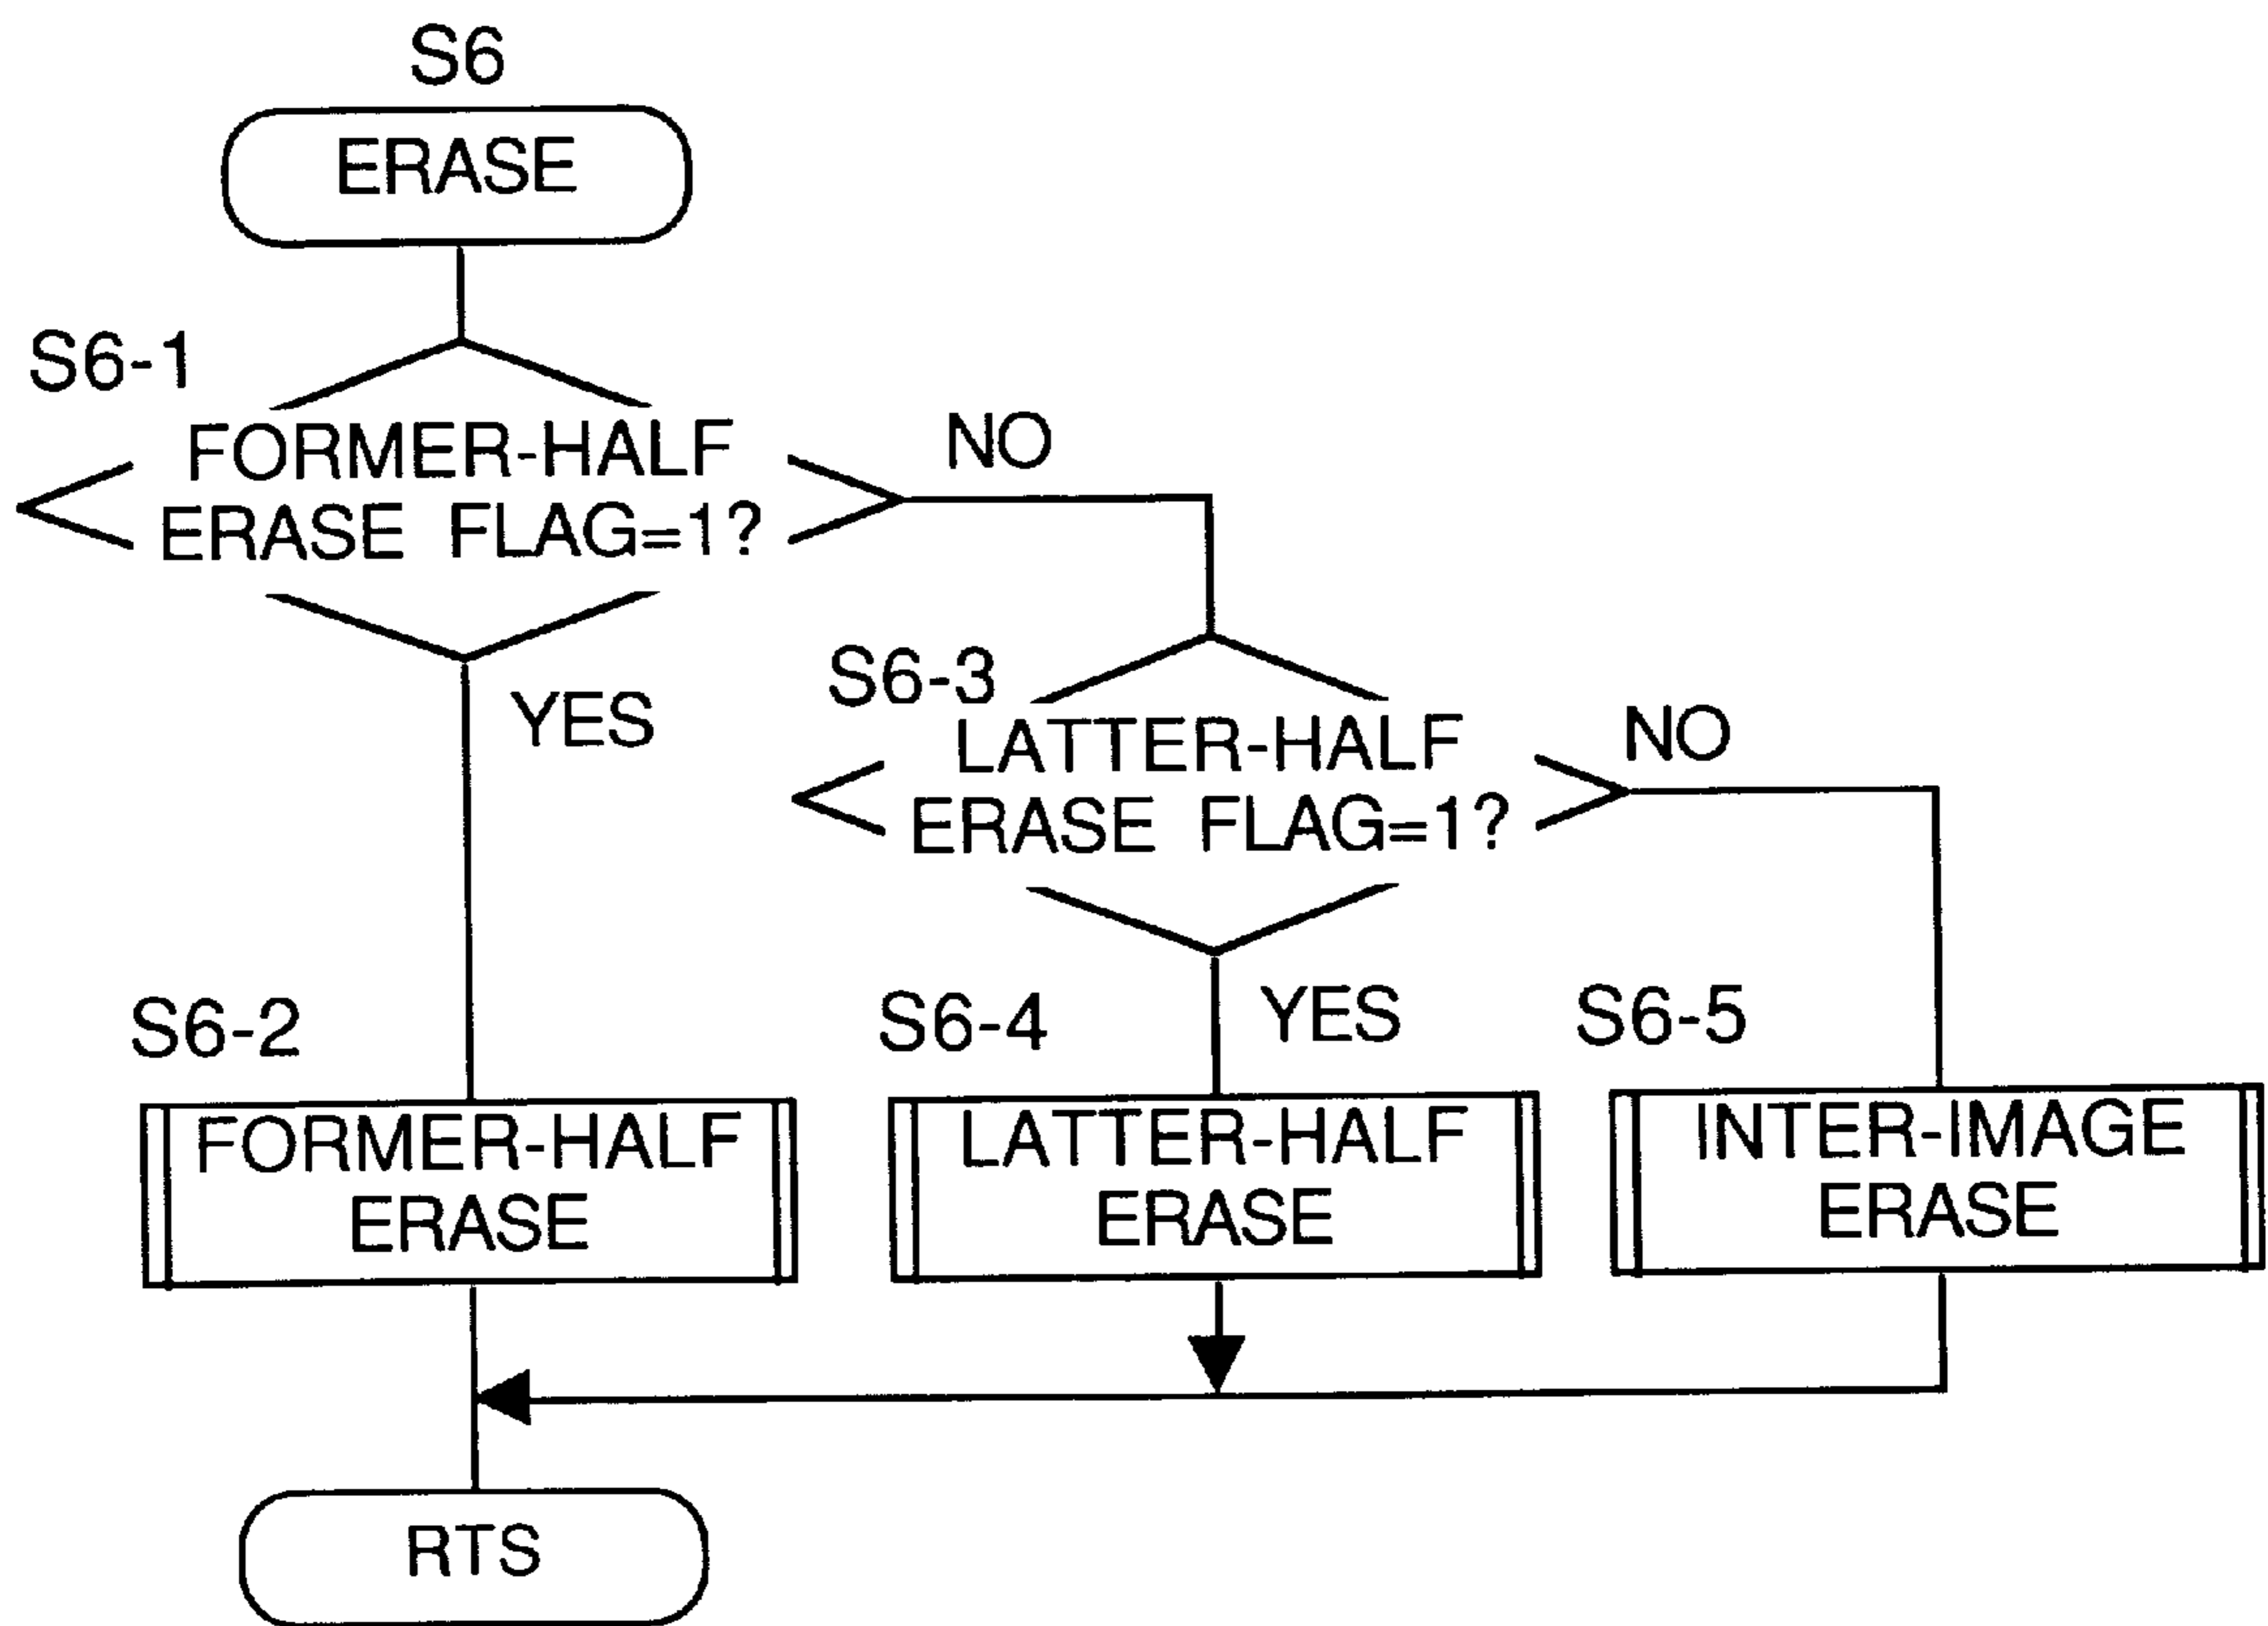 S6
ERASE
S6-1
FORMER-HALF
ERASE FLAG=1?
NO
YES
S6-3
LATTER-HALF
ERASE FLAG=1?
NO
YES
S6-2
FORMER-HALF
ERASE
S6-4
LATTER-HALF
ERASE
S6-5
INTER-IMAGE
ERASE
RTS